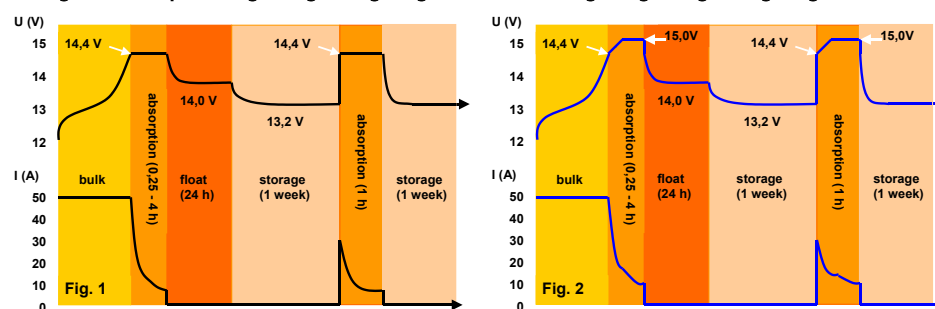 U (V)
15
14
13
12
14,4 V
14,0 V
13,2 V
14,4 V
absorption (0,25 - 4 h)
absorption (1 h)
I (A)
50
40
30
20
10
0
bulk
float
(24 h)
storage
(1 week)
storage
(1 week)
Fig. 1
U (V)
15
14
13
12
14,4 V
15,0V
14,0 V
13,2 V
14,4 V
15,0V
absorption (0,25 - 4 h)
absorption (1 h)
I (A)
50
40
30
20
10
0
bulk
float
(24 h)
storage
(1 week)
storage
(1 week)
Fig. 2